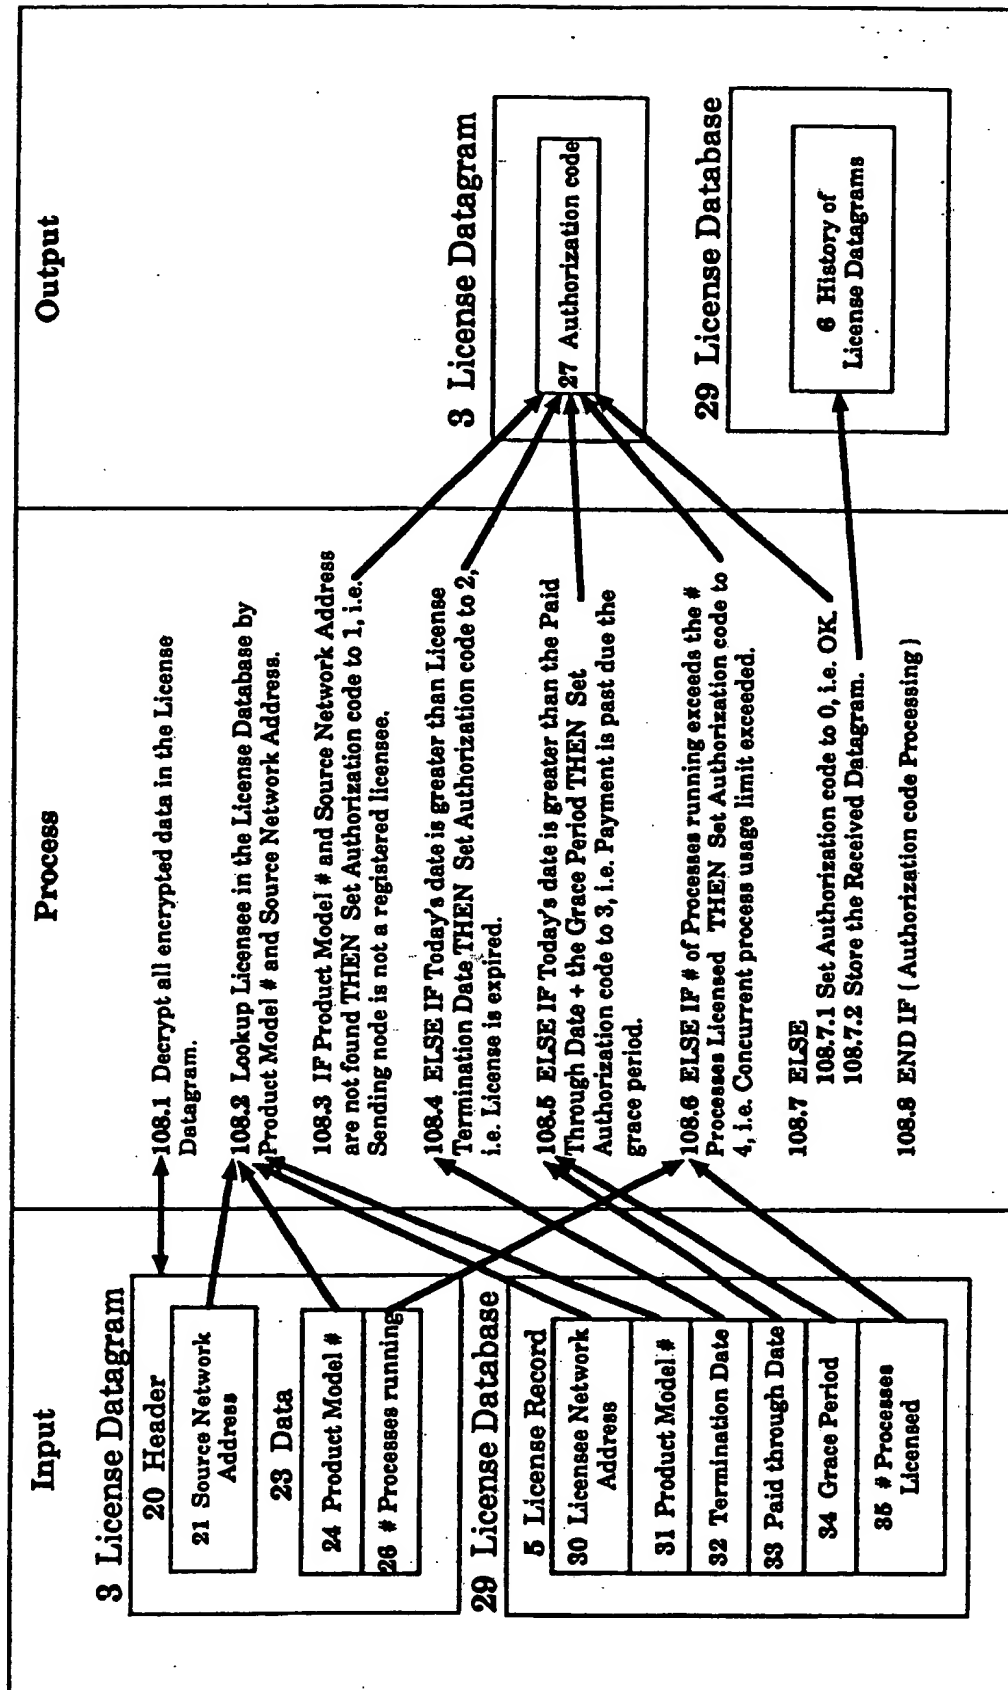 Input
3 License Datagram
20 Header
21 Source Network
Address
23 Data
24 Product Model #
26 # Processes running
29 License Database
5 License Record
30 Licensee Network
Address
31 Product Model #
32 Termination Date
33 Paid through Date
34 Grace Period
35 # Processes
Licensed
Process
108.1 Decrypt all encrypted data in the License
Datagram.
108.2 Lookup Licensee in the License Database by
Product Model # and Source Network Address.
108.3 IF Product Model # and Source Network Address
are not found THEN Set Authorization code to 1, i.e.
Sending node is not a registered licensee.
108.4 ELSE IF Today's date is greater than License
Termination Date THEN Set Authorization code to 2,
i.e. License is expired.
108.5 ELSE IF Today's date is greater than the Paid
Through Date + the Grace Period THEN Set
Authorization code to 3, i.e. Payment is past due the
grace period.
108.6 ELSE IF # of Processes running exceeds the #
Processes Licensed THEN Set Authorization code to
4, i.e. Concurrent process usage limit exceeded.
108.7 ELSE
108.7.1 Set Authorization code to 0, i.e. OK.
108.7.2 Store the Received Datagram.
108.8 END IF ( Authorization code Processing )
Output
3 License Datagram
27 Authorization code
29 License Database
6 History of
License Datagrams